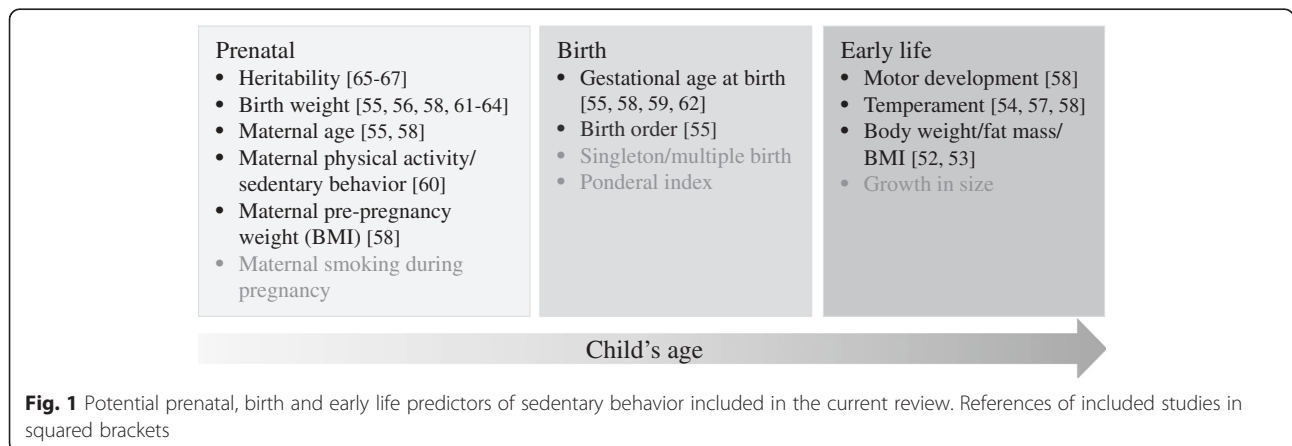 Prenatal
• Heritability [65-67]
• Birth weight [55, 56, 58, 61-64]
• Maternal age [55, 58]
• Maternal physical activity/
sedentary behavior [60]
• Maternal pre-pregnancy
weight (BMI) [58]
• Maternal smoking during
pregnancy
Birth
• Gestational age at birth
[55, 58, 59, 62]
• Birth order [55]
• Singleton/multiple birth
• Ponderal index
Early life
• Motor development [58]
• Temperament [54, 57, 58]
• Body weight/fat mass/
BMI [52, 53]
• Growth in size
Child's age
Fig. 1 Potential prenatal, birth and early life predictors of sedentary behavior included in the current review. References of included studies in
squared brackets